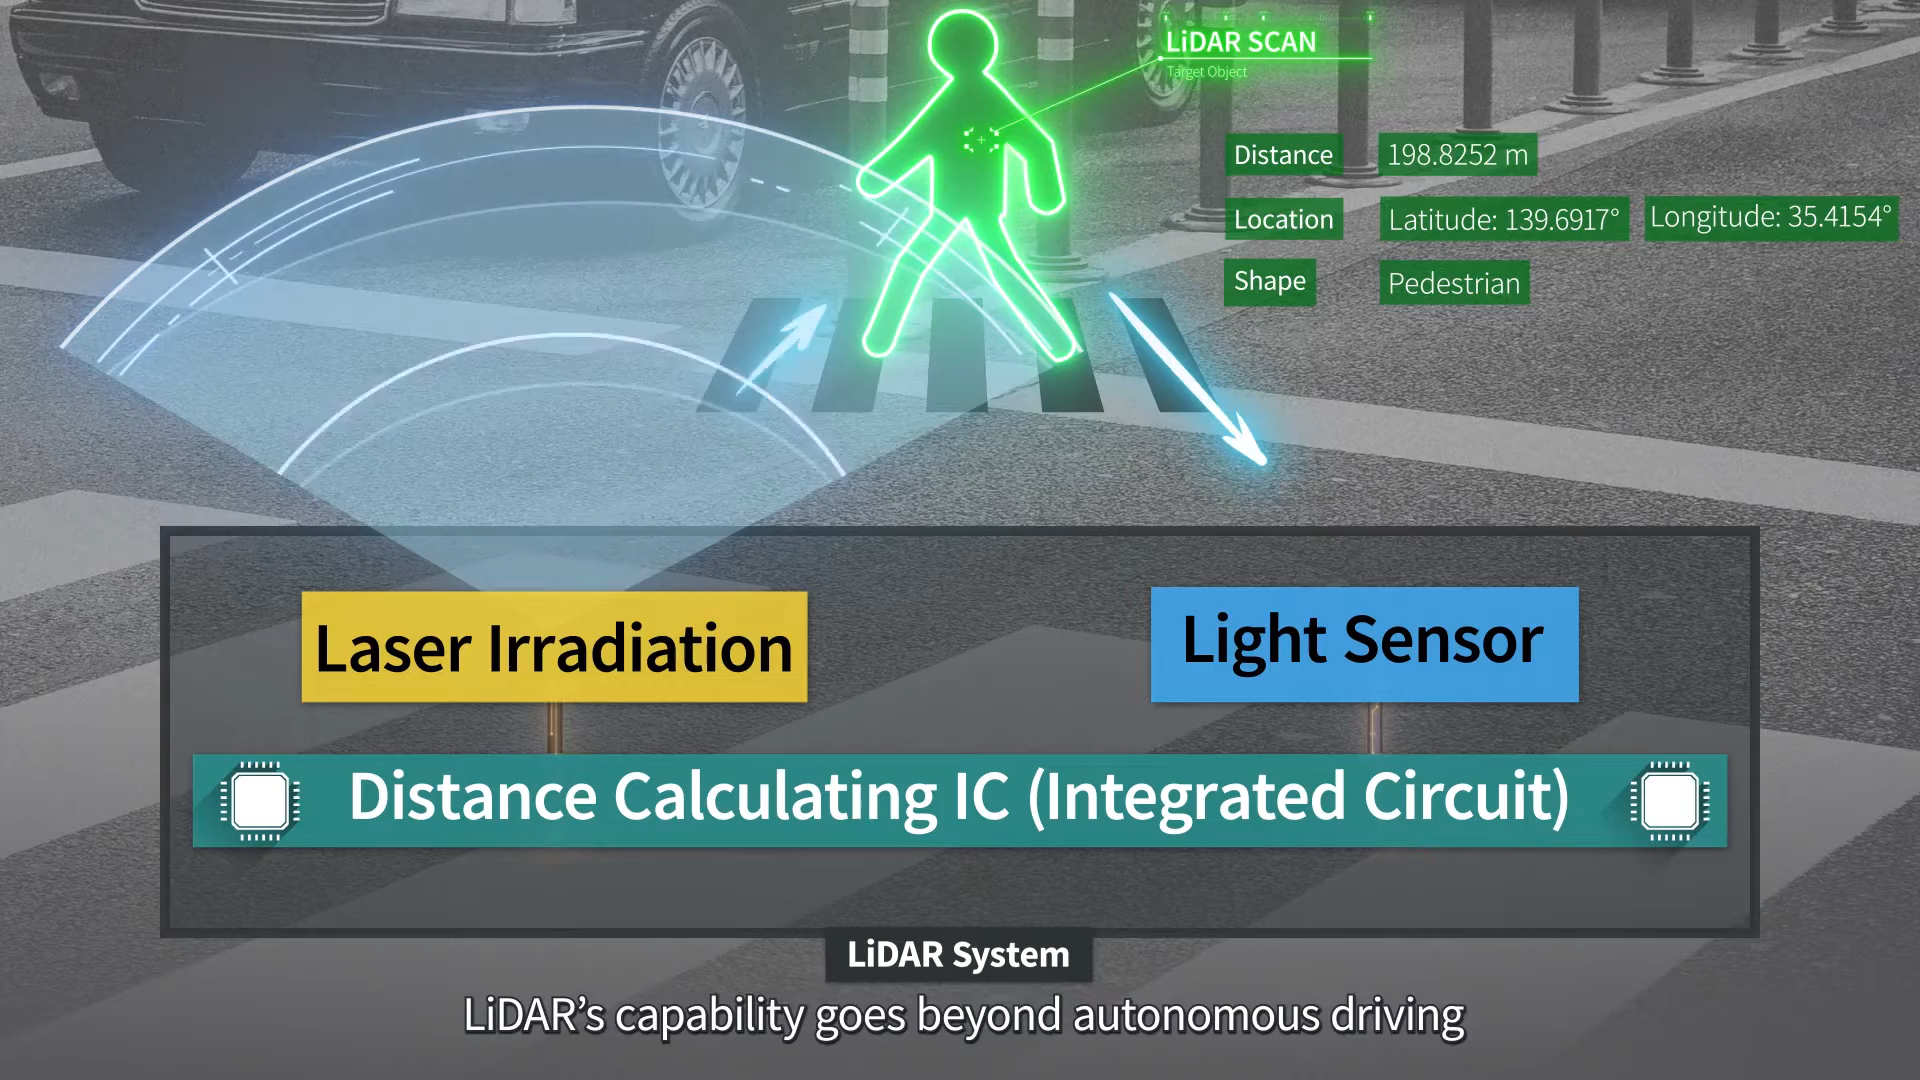 LiDAR SCAN
Target Object
Distance 198.8252 m
Location Latitude: 139.6917° Longitude: 35.4154°
Shape Pedestrian
Laser Irradiation
Light Sensor
Distance Calculating IC (Integrated Circuit)
LiDAR System
LiDAR’s capability goes beyond autonomous driving